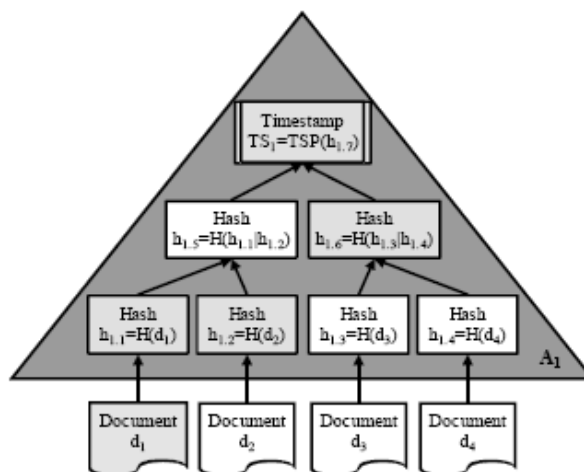 Timestamp
TS₁=TSP(h₁.₇)
Hash
h₁.₅=H(h₁.₁|h₁.₂)
Hash
h₁.₆=H(h₁.₃|h₁.₄)
Hash
h₁.₁=H(d₁)
Hash
h₁.₂=H(d₂)
Hash
h₁.₃=H(d₃)
Hash
h₁.₄=H(d₄)
A₁
Document
d₁
Document
d₂
Document
d₃
Document
d₄